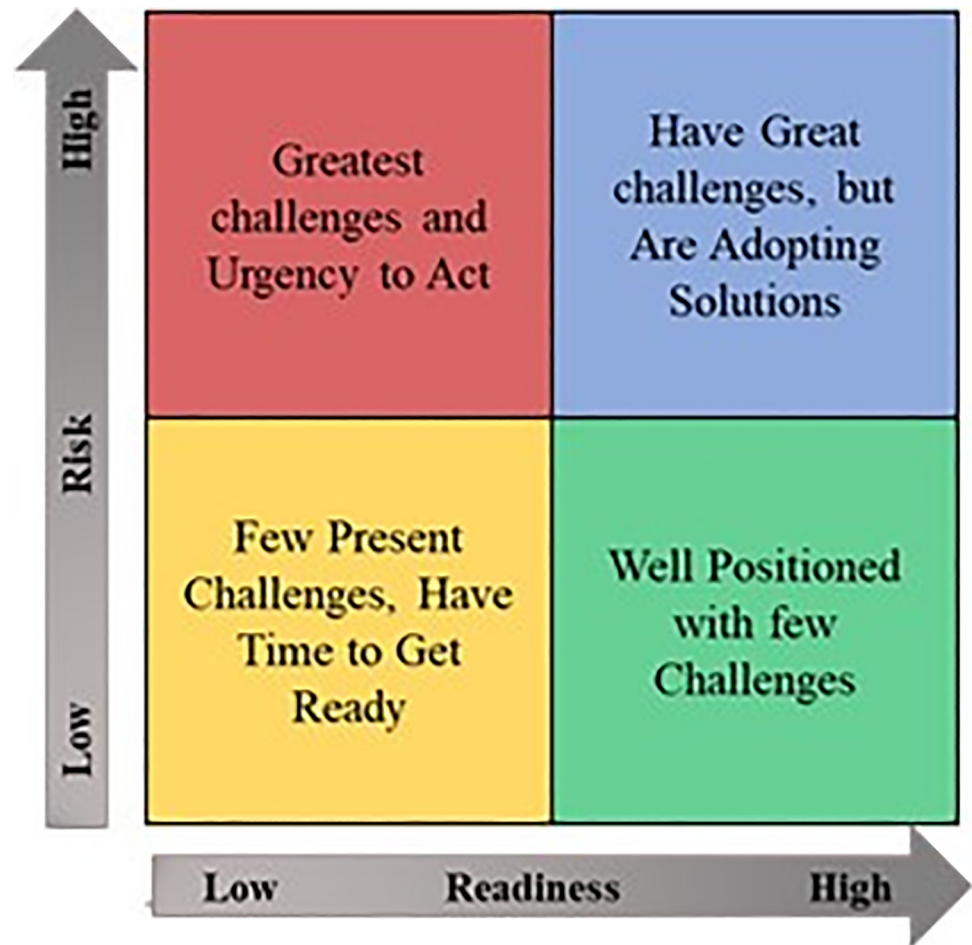 High
Risk
Low
Greatest
challenges and
Urgency to Act
Have Great
challenges, but
Are Adopting
Solutions
Few Present
Challenges, Have
Time to Get
Ready
Well Positioned
with few
Challenges
Low Readiness High